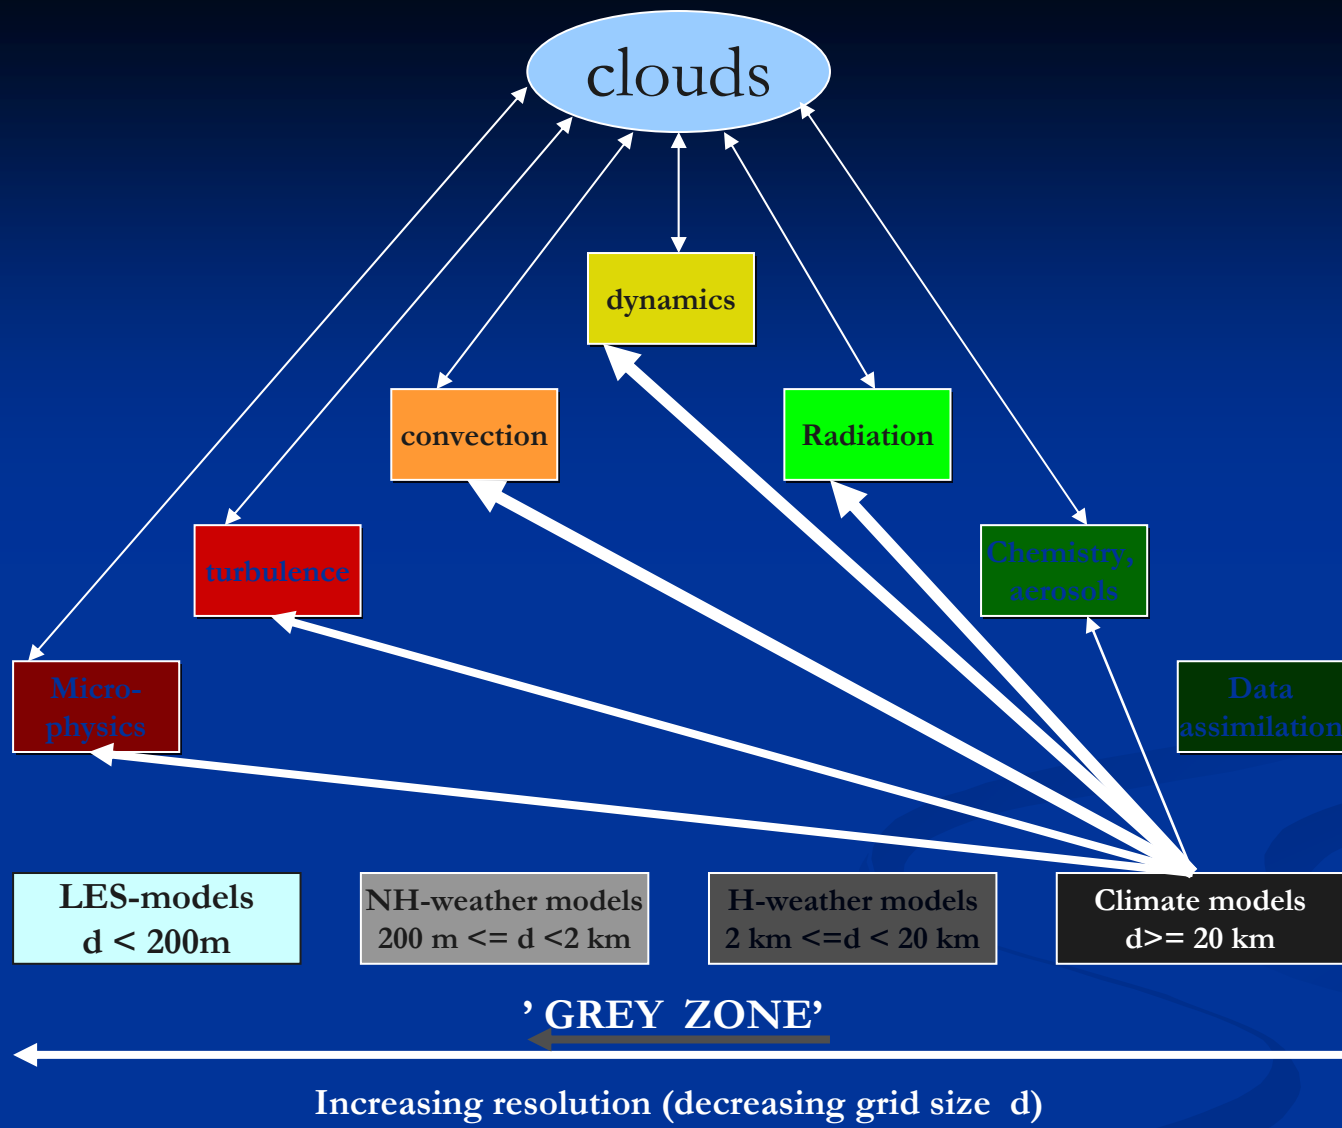 clouds
dynamics
convection
Radiation
turbulence
Chemistry,
aerosols
Micro-
physics
Data
assimilation
LES-models
d < 200m
NH-weather models
200 m <= d <2 km
H-weather models
2 km <=d < 20 km
Climate models
d>= 20 km
’ GREY  ZONE’
Increasing resolution (decreasing grid size  d)